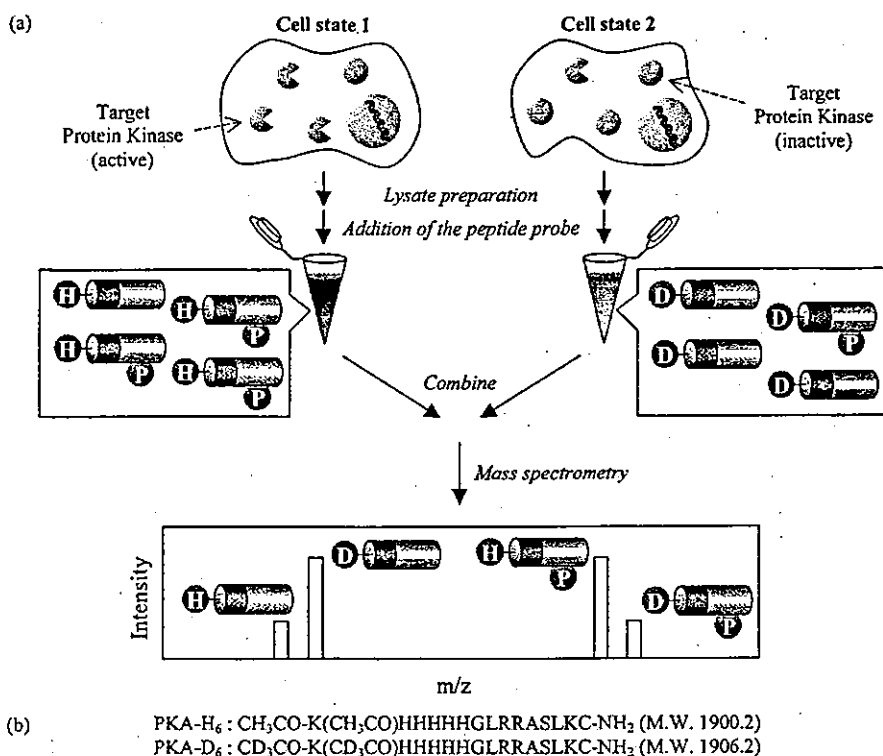 (a)
Cell state 1
Cell state 2
Target
Protein Kinase
(active)
Target
Protein Kinase
(inactive)
Lysate preparation
Addition of the peptide probe
H
H
P
H
P
H
P
D
D
P
D
D
Combine
Mass spectrometry
Intensity
H
D
H
P
D
P
m/z
(b)
PKA-H6 : CH3CO-K(CH3CO)HHHHHGLRRASLKC-NH2 (M.W. 1900.2)
PKA-D6 : CD3CO-K(CD3CO)HHHHHGLRRASLKC-NH2 (M.W. 1906.2)